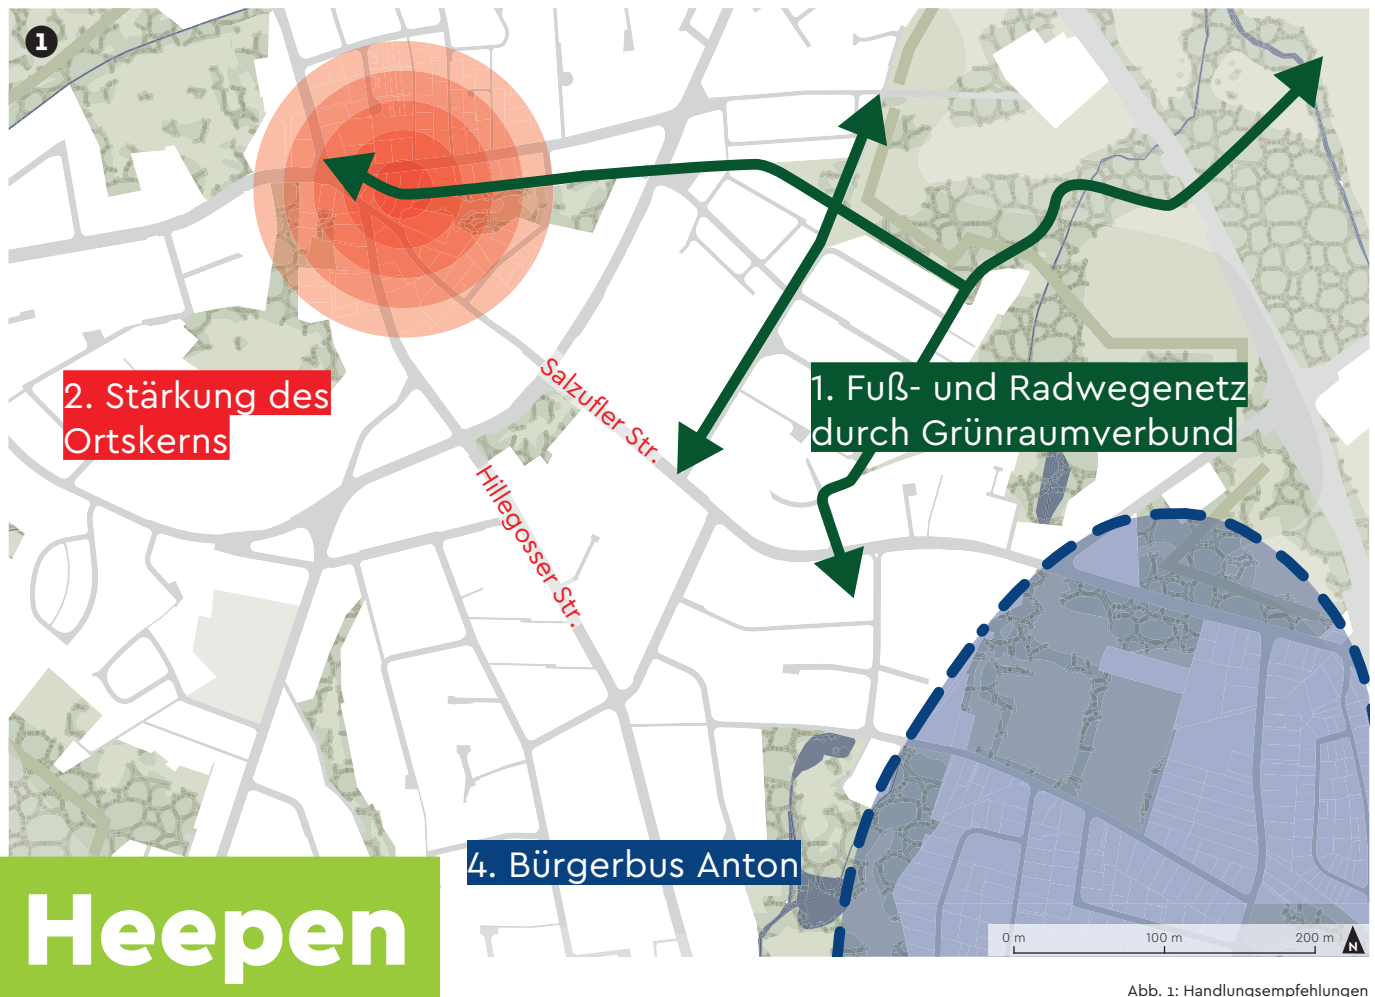 1
2. Stärkung des
Ortskerns
Salzufler Str.
Hillegosser Str.
1. Fuß- und Radwegenetz
durch Grünraumverbund
4. Bürgerbus Anton
Heepen
0 m 100 m 200 m
N
Abb. 1: Handlungsempfehlungen